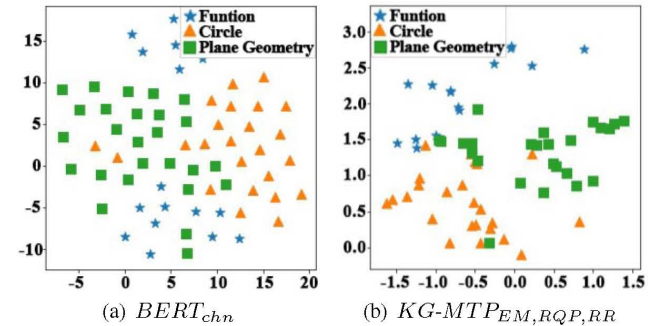 Funtion
Circle
Plane Geometry
15
10
5
0
-5
-10
-5 0 5 10 15 20
(a) BERT_chn
Funtion
Circle
Plane Geometry
3.0
2.5
2.0
1.5
1.0
0.5
0.0
-1.5 -1.0 -0.5 0.0 0.5 1.0 1.5
(b) KG-MTP_EM,RQP,RR